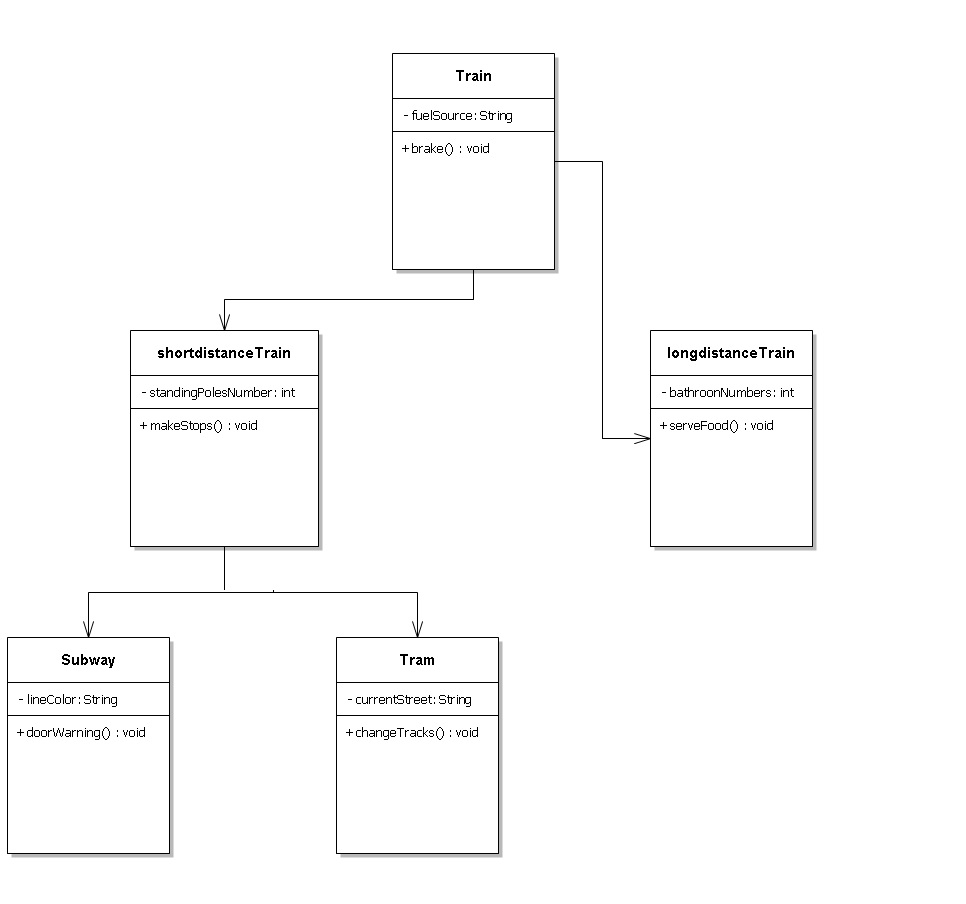 Train
- fuelSource: String
+ brake() : void
shortdistanceTrain
- standingPolesNumber: int
+ makeStops() : void
longdistanceTrain
- bathroonNumbers: int
+ serveFood() : void
Subway
- lineColor: String
+ doorWarning() : void
Tram
- currentStreet: String
+ changeTracks() : void